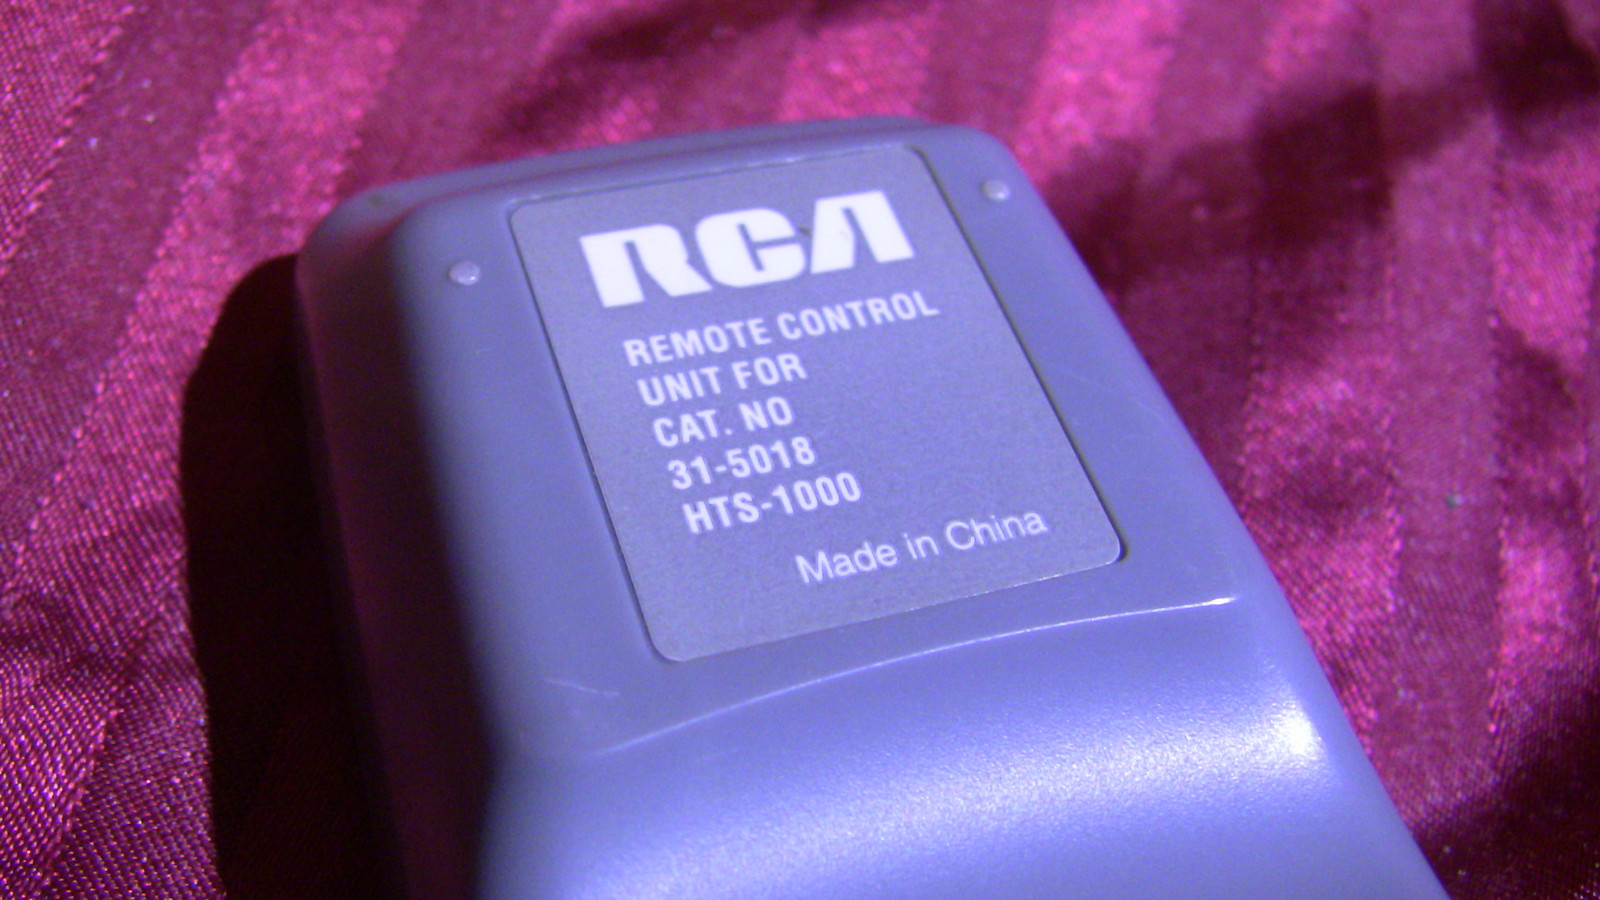 RCA
REMOTE CONTROL
UNIT FOR
CAT. NO
31-5018
HTS-1000
Made in China